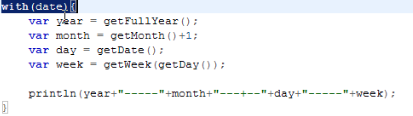 with(date){
var year = getFullYear();
var month = getMonth()+1;
var day = getDate();
var week = getWeek(getDay());
println(year+"-----"+month+"---+--"+day+"-----"+week);
}